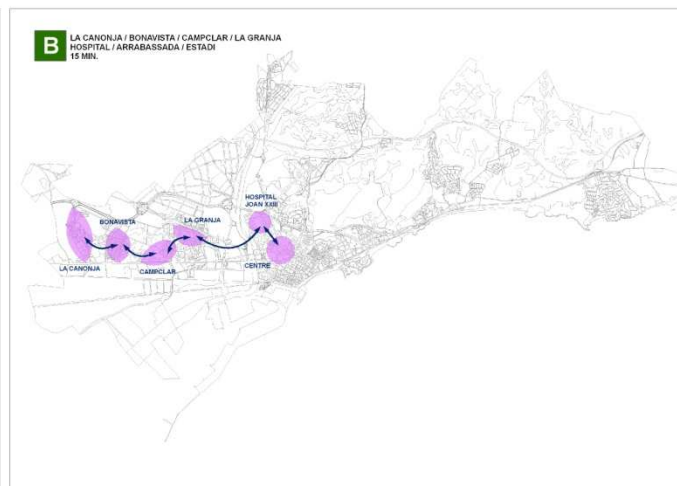 B
LA CANONJA / BONAVISTA / CAMPCLAR / LA GRANJA
HOSPITAL / ARRABASSADA / ESTADI
15 MIN.
HOSPITAL
JOAN XXIII
BONAVISTA
LA GRANJA
LA CANONJA
CAMPCLAR
CENTRE